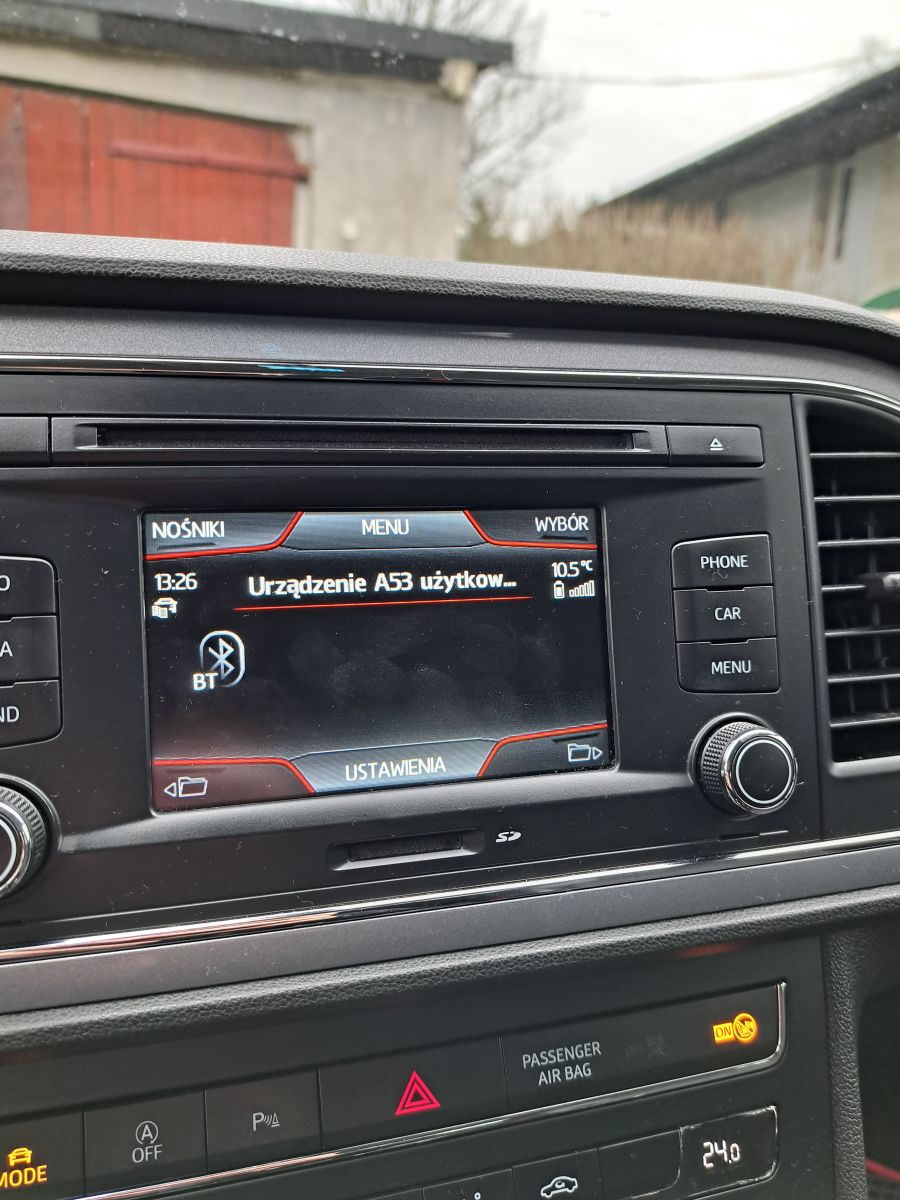 NOŚNIKI MENU WYBÓR
13:26 Urządzenie A53 użytkow... 10.5°C
BT
USTAWIENIA
PHONE
CAR
MENU
O
A
ND
SD
PASSENGER
AIR BAG
ON
MODE
A
OFF
P
24.0